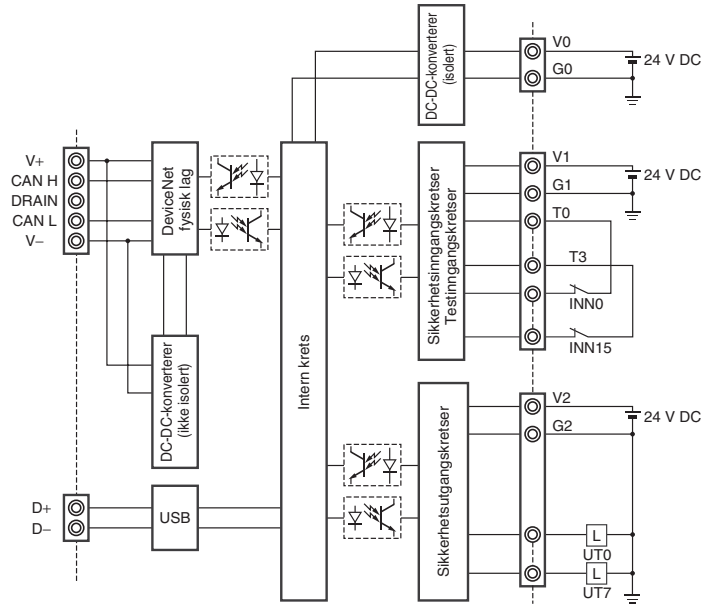 V0
G0
24 V DC
DC-DC-konverterer
(isolert)
V+
CAN H
DRAIN
CAN L
V−
DeviceNet
fysisk lag
DC-DC-konverterer
(ikke isolert)
D+
D−
USB
Intern krets
Sikkerhetsinngangskretser
Testinngangskretser
V1
G1
T0
T3
INN0
INN15
24 V DC
Sikkerhetsutgangskretser
V2
G2
24 V DC
L
UT0
L
UT7